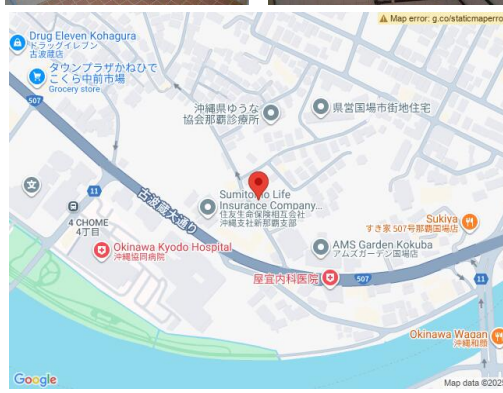 Map error: g.co/staticmaperro
Drug Eleven Kohagura
ドラッグイレブン
古波蔵店
タウンプラザかねひで
こくら中前市場
Grocery store
沖縄県ゆうな
協会那覇診療所
県営国場市街地住宅
507
古波蔵大通り
Sumitomo Life
Insurance Company...
住友生命保険相互会社
沖縄支社新那覇支部
11
4 CHOME
4丁目
Okinawa Kyodo Hospital
沖縄協同病院
Sukiya
すき家 507号那覇国場店
AMS Garden Kokuba
アムズガーデン国場店
屋宜内科医院
507
11
Okinawa Wagan
沖縄和顔
Google
Map data ©2025